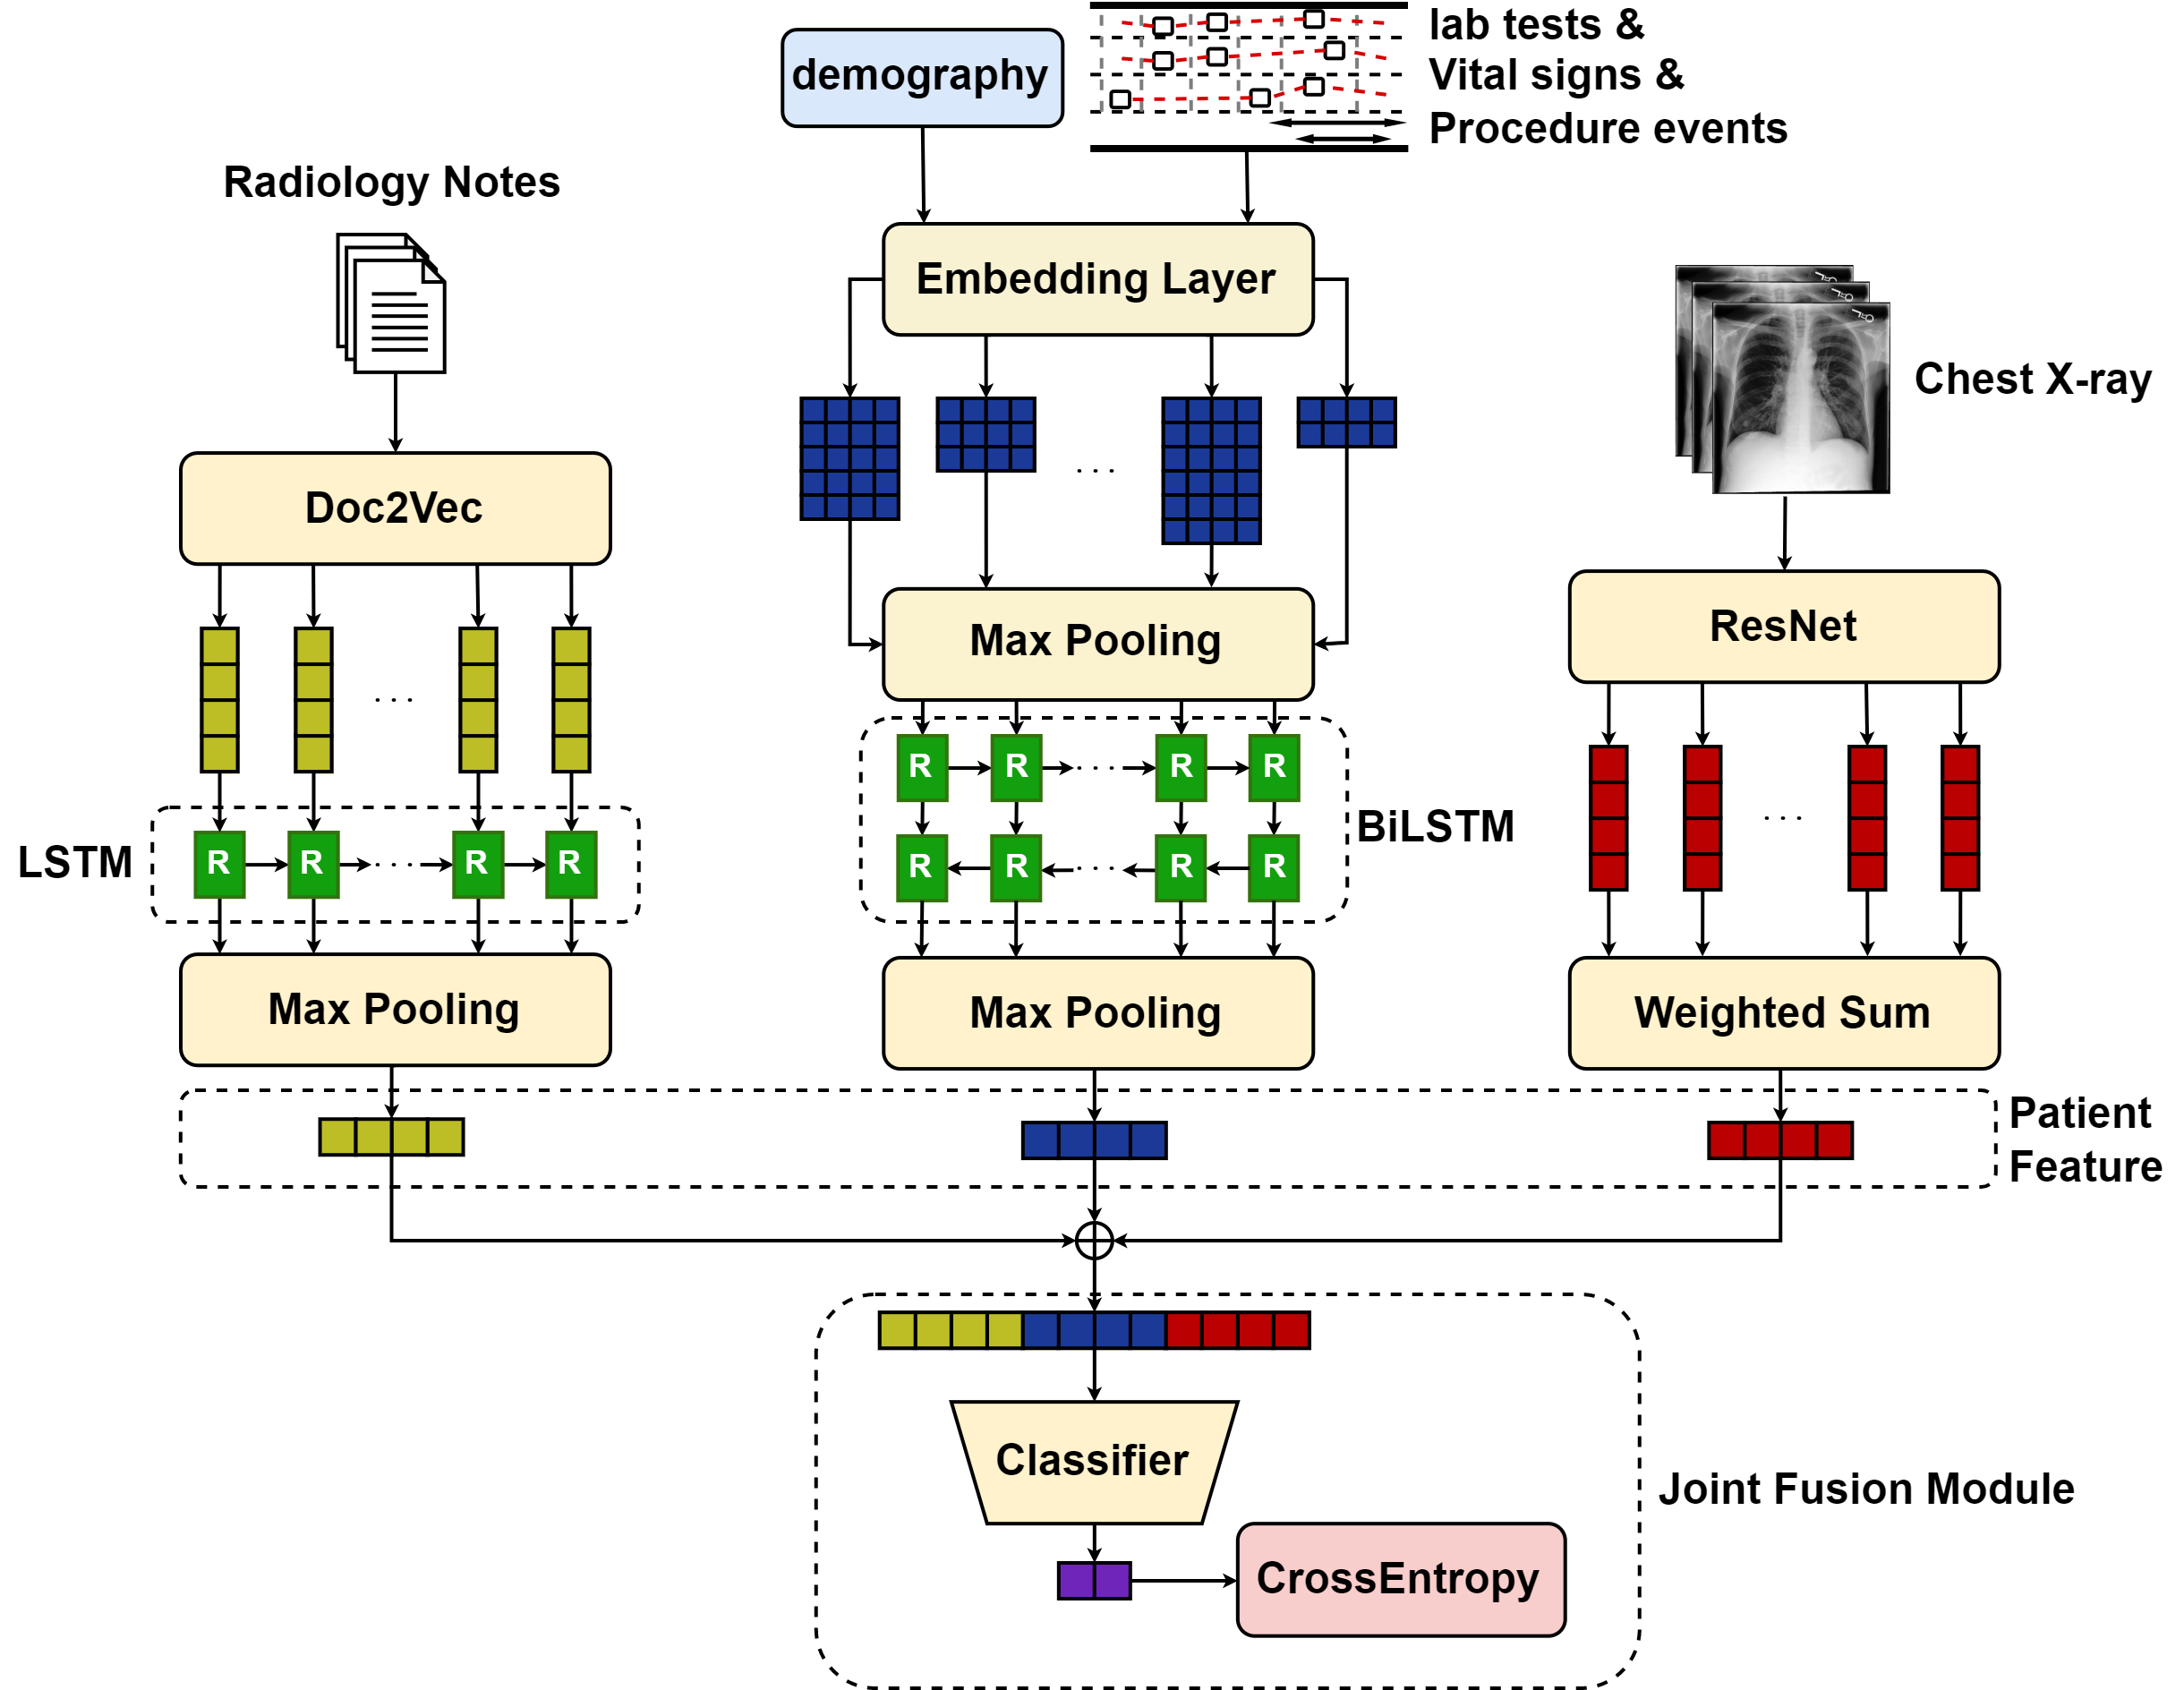 demography
lab tests &
Vital signs &
Procedure events
Radiology Notes
Embedding Layer
Chest X-ray
Doc2Vec
Max Pooling
ResNet
R R R R
BiLSTM
R R R R
LSTM
R R R R
Max Pooling
Max Pooling
Weighted Sum
Patient
Feature
Classifier
Joint Fusion Module
CrossEntropy